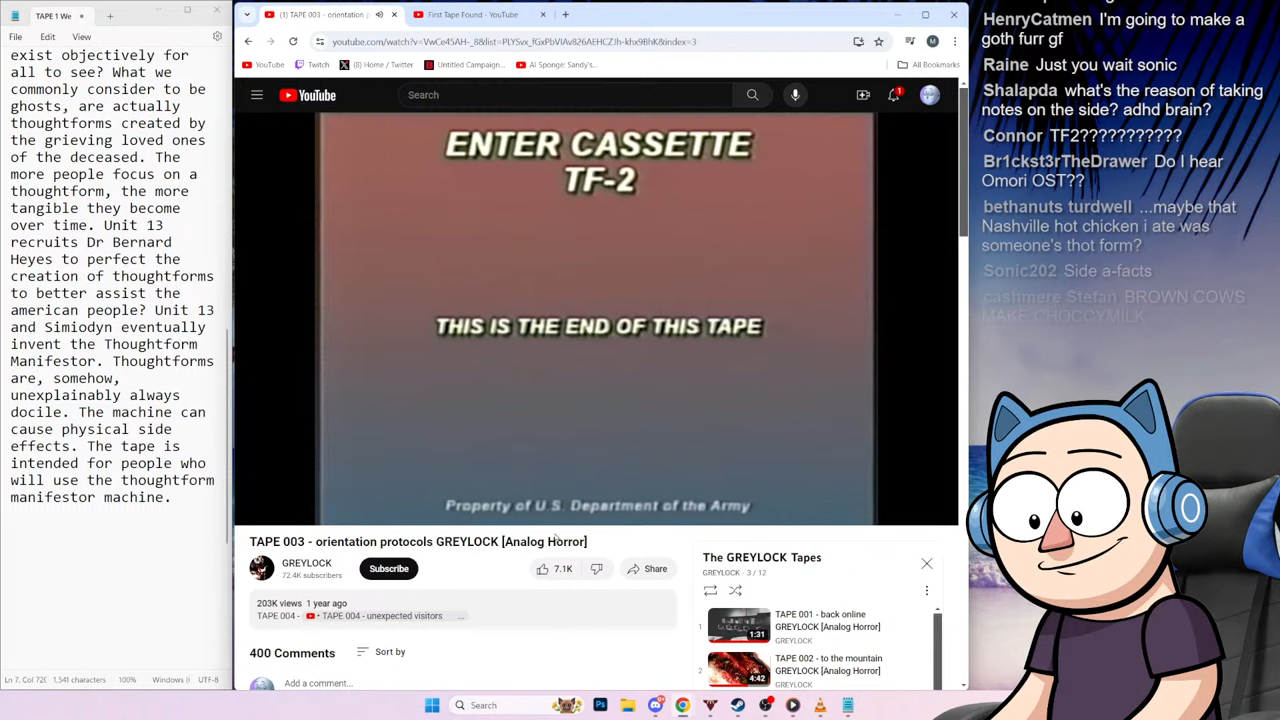 TAPE 1 We
File Edit View
exist objectively for
all to see? What we
commonly consider to be
ghosts, are actually
thoughtforms created by
the grieving loved ones
of the deceased. The
more people focus on a
thoughtform, the more
tangible they become
over time. Unit 13
recruits Dr Bernard
Heyes to perfect the
creation of thoughtforms
to better assist the
american people? Unit 13
and Simiodyn eventually
invent the Thoughtform
Manifestor. Thoughtforms
are, somehow,
unexplainably always
docile. The machine can
cause physical side
effects. The tape is
intended for people who
will use the thoughtform
manifestor machine.
Ln 7, Col 720 1,541 characters 100% Windows ( UTF-8
(1) TAPE 003 - orientation p
First Tape Found - YouTube
youtube.com/watch?v=VwCe45AH-_8&list=PLYSvx_fGxPbVIAv826AEHCZJh-khx9BhK&index=3
YouTube Twitch (8) Home / Twitter Untitled Campaign... AI Sponge: Sandy's... All Bookmarks
YouTube
Search
1
ENTER CASSETTE
TF-2
THIS IS THE END OF THIS TAPE
Property of U.S. Department of the Army
TAPE 003 - orientation protocols GREYLOCK [Analog Horror]
GREYLOCK
72.4K subscribers
Subscribe
7.1K
Share
203K views 1 year ago
TAPE 004 - TAPE 004 - unexpected visitors ...
400 Comments Sort by
Add a comment...
The GREYLOCK Tapes
GREYLOCK - 3 / 12
1
1:31
TAPE 001 - back online
GREYLOCK [Analog Horror]
GREYLOCK
2
4:42
TAPE 002 - to the mountain
GREYLOCK [Analog Horror]
GREYLOCK
Search
HenryCatmen I'm going to make a
goth furr gf
Raine Just you wait sonic
Shalapda what's the reason of taking
notes on the side? adhd brain?
Connor TF2???????????
Br1ckst3rTheDrawer Do I hear
Omori OST??
bethanuts turdwell ...maybe that
Nashville hot chicken i ate was
someone's thot form?
Sonic202 Side a-facts
cashmere Stefan BROWN COWS
MAKE CHOCCYMILK